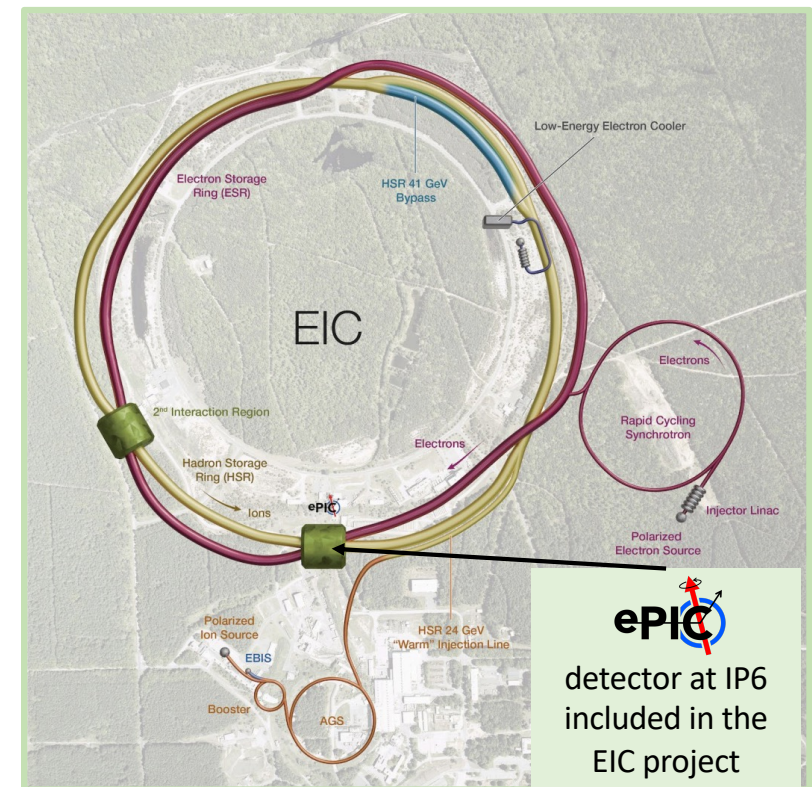 Low-Energy Electron Cooler
Electron Storage
Ring (ESR)
HSR 41 GeV
Bypass
EIC
Electrons
Rapid Cycling
Synchrotron
2nd Interaction Region
Electrons
Hadron Storage
Ring (HSR)
Ions
ePIC
Injector Linac
Polarized
Electron Source
Polarized
Ion Source
EBIS
HSR 24 GeV
"Warm" Injection Line
Booster
AGS
ePIC
detector at IP6
included in the
EIC project